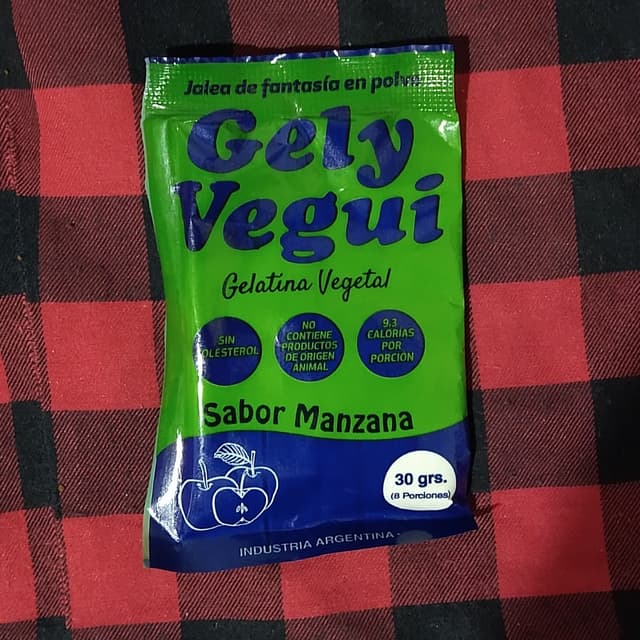 Jalea de fantasía en polvo
Gely
Vegui
Gelatina Vegetal
SIN
COLESTEROL
NO
CONTIENE
PRODUCTOS
DE ORIGEN
ANIMAL
9.3
CALORIAS
POR
PORCIÓN
Sabor Manzana
30 grs.
(8 Porciones)
INDUSTRIA ARGENTINA